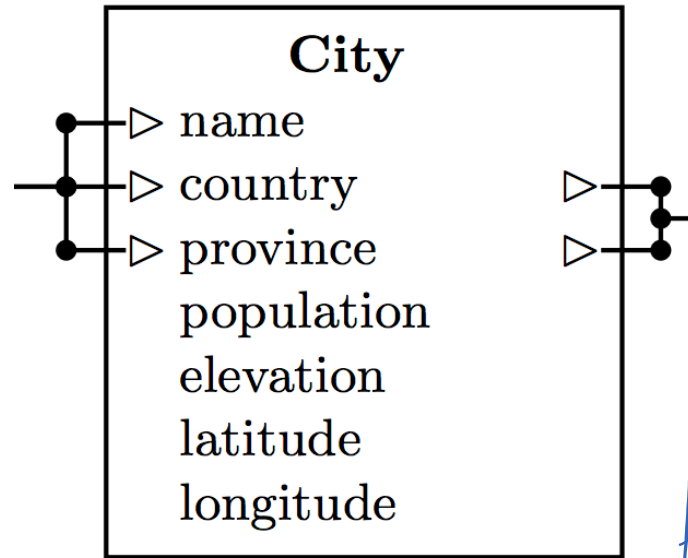 City
name
country
province
population
elevation
latitude
longitude